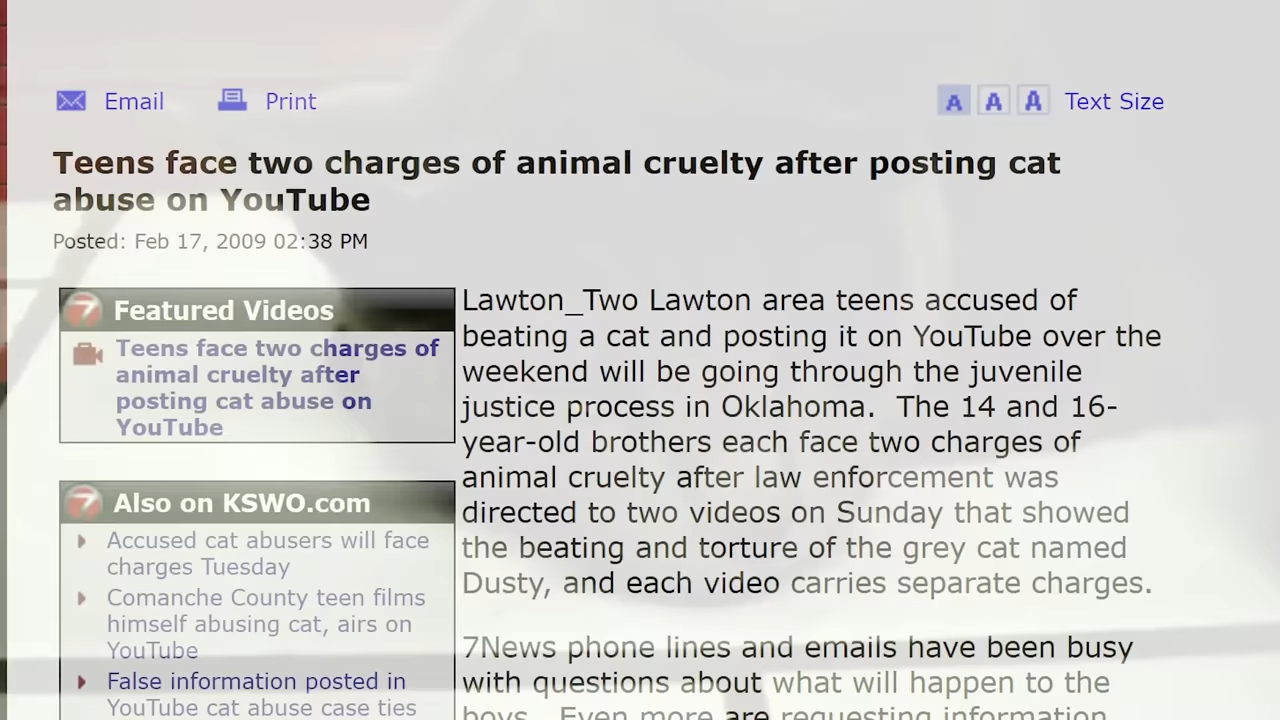 Email Print Text Size
Teens face two charges of animal cruelty after posting cat
abuse on YouTube
Posted: Feb 17, 2009 02:38 PM
Featured Videos
Teens face two charges of
animal cruelty after
posting cat abuse on
YouTube
Also on KSWO.com
Accused cat abusers will face
charges Tuesday
Comanche County teen films
himself abusing cat, airs on
YouTube
False information posted in
YouTube cat abuse case ties
Lawton_Two Lawton area teens accused of
beating a cat and posting it on YouTube over the
weekend will be going through the juvenile
justice process in Oklahoma.  The 14 and 16-
year-old brothers each face two charges of
animal cruelty after law enforcement was
directed to two videos on Sunday that showed
the beating and torture of the grey cat named
Dusty, and each video carries separate charges.
7News phone lines and emails have been busy
with questions about what will happen to the
boys.  Even more are requesting information